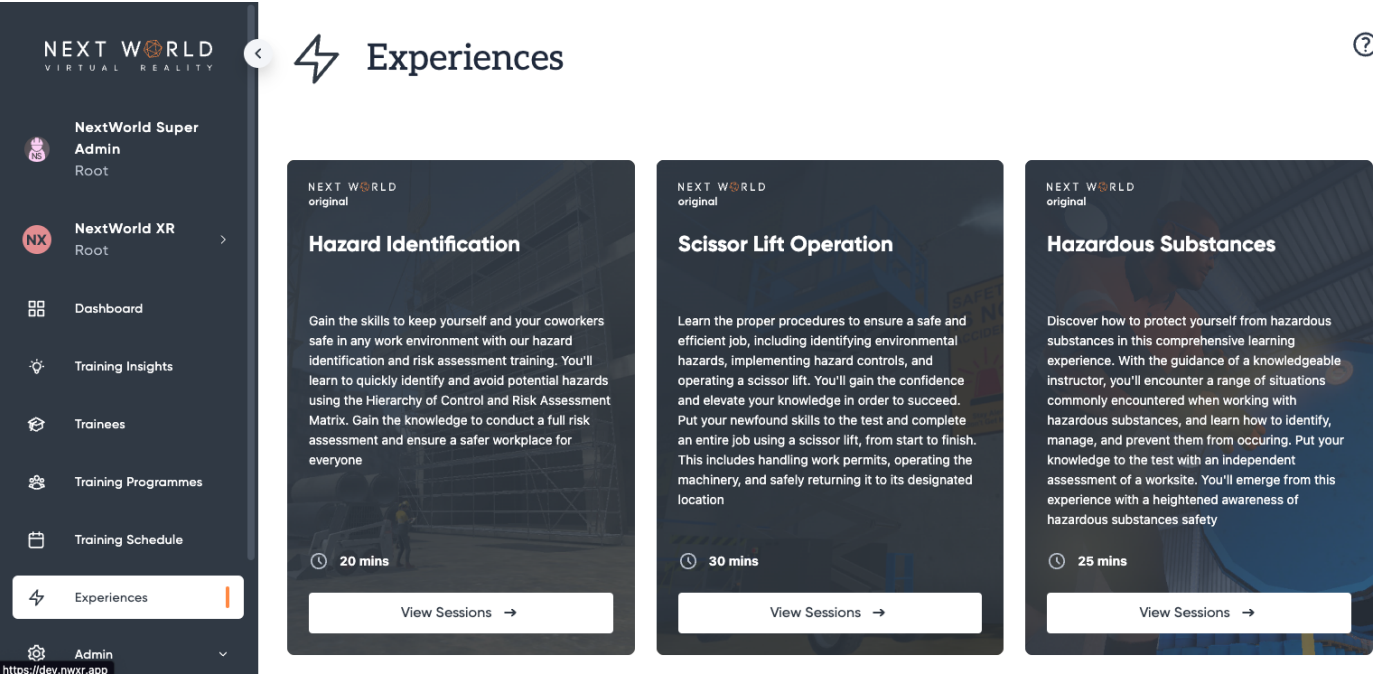 NEXT WORLD
VIRTUAL REALITY
NextWorld Super
Admin
Root
NS
NX
NextWorld XR
Root
Dashboard
Training Insights
Trainees
Training Programmes
Training Schedule
Experiences
Admin
https://dev.nwxr.app
Experiences
NEXT WORLD
original
Hazard Identification
Gain the skills to keep yourself and your coworkers
safe in any work environment with our hazard
identification and risk assessment training. You'll
learn to quickly identify and avoid potential hazards
using the Hierarchy of Control and Risk Assessment
Matrix. Gain the knowledge to conduct a full risk
assessment and ensure a safer workplace for
everyone
20 mins
View Sessions →
NEXT WORLD
original
Scissor Lift Operation
Learn the proper procedures to ensure a safe and
efficient job, including identifying environmental
hazards, implementing hazard controls, and
operating a scissor lift. You'll gain the confidence
and elevate your knowledge in order to succeed.
Put your newfound skills to the test and complete
an entire job using a scissor lift, from start to finish.
This includes handling work permits, operating the
machinery, and safely returning it to its designated
location
30 mins
View Sessions →
NEXT WORLD
original
Hazardous Substances
Discover how to protect yourself from hazardous
substances in this comprehensive learning
experience. With the guidance of a knowledgeable
instructor, you'll encounter a range of situations
commonly encountered when working with
hazardous substances, and learn how to identify,
manage, and prevent them from occuring. Put your
knowledge to the test with an independent
assessment of a worksite. You'll emerge from this
experience with a heightened awareness of
hazardous substances safety
25 mins
View Sessions →